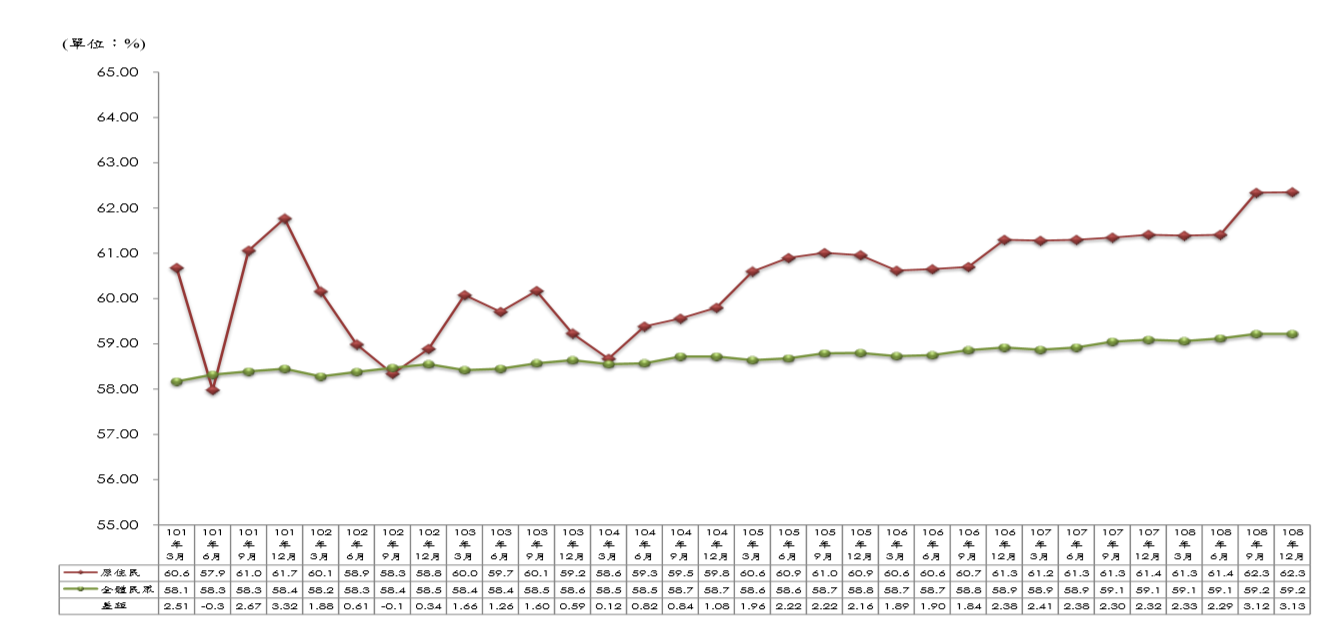 (單位：%)
65.00
64.00
63.00
62.00
61.00
60.00
59.00
58.00
57.00
56.00
55.00
101年3月 101年6月 101年9月 101年12月 102年3月 102年6月 102年9月 102年12月 103年3月 103年6月 103年9月 103年12月 104年3月 104年6月 104年9月 104年12月 105年3月 105年6月 105年9月 105年12月 106年3月 106年6月 106年9月 106年12月 107年3月 107年6月 107年9月 107年12月 108年3月 108年6月 108年9月 108年12月
原住民 60.6 57.9 61.0 61.7 60.1 58.9 58.3 58.8 60.0 59.7 60.1 59.2 58.6 59.3 59.5 59.8 60.6 60.9 61.0 60.9 60.6 60.6 60.7 61.3 61.2 61.3 61.3 61.4 61.3 61.4 62.3 62.3
全體民眾 58.1 58.3 58.3 58.4 58.2 58.3 58.4 58.5 58.4 58.4 58.5 58.6 58.5 58.5 58.7 58.7 58.6 58.6 58.7 58.8 58.7 58.7 58.8 58.9 58.9 58.9 59.1 59.1 59.1 59.1 59.2 59.2
差距 2.51 -0.3 2.67 3.32 1.88 0.61 -0.1 0.34 1.66 1.26 1.60 0.59 0.12 0.82 0.84 1.08 1.96 2.22 2.22 2.16 1.89 1.90 1.84 2.38 2.41 2.38 2.30 2.32 2.33 2.29 3.12 3.13